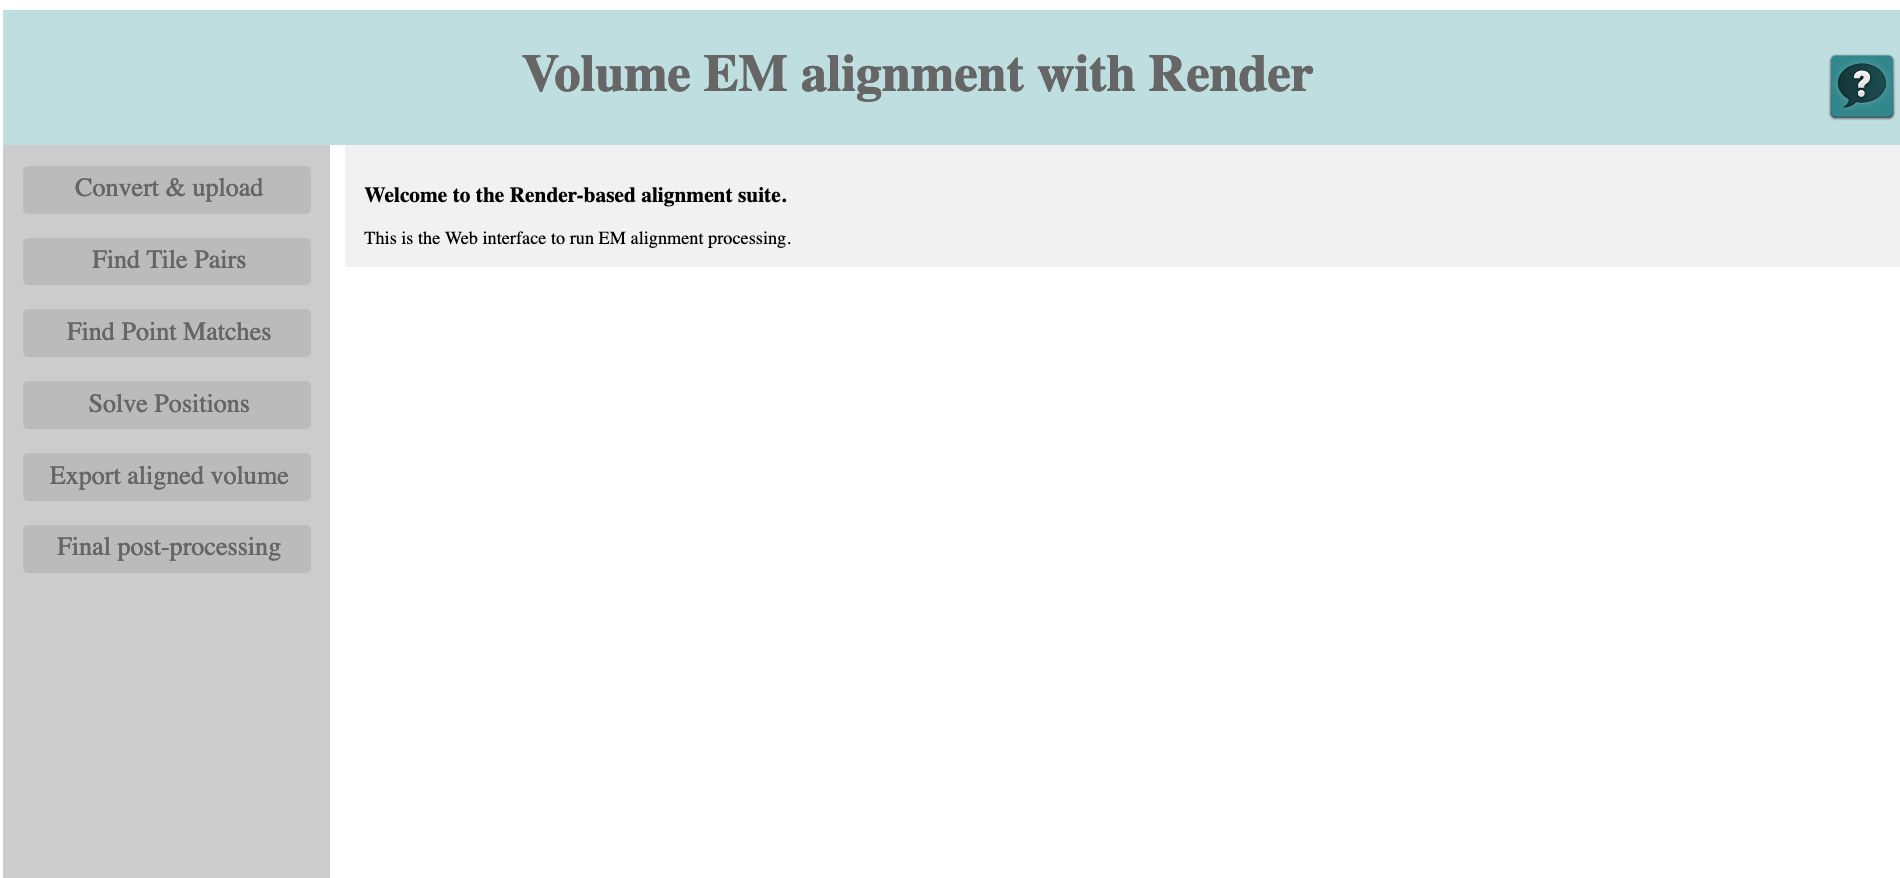 Volume EM alignment with Render
?
Convert & upload
Find Tile Pairs
Find Point Matches
Solve Positions
Export aligned volume
Final post-processing
Welcome to the Render-based alignment suite.
This is the Web interface to run EM alignment processing.